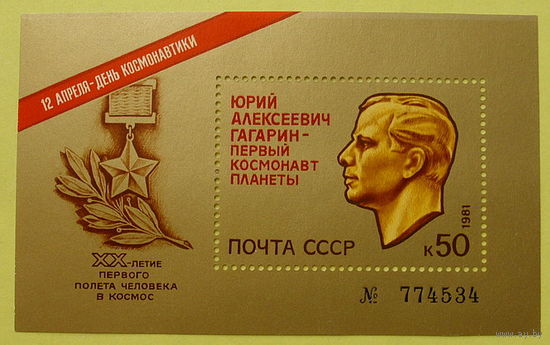 12 АПРЕЛЯ-ДЕНЬ КОСМОНАВТИКИ
ЮРИЙ
АЛЕКСЕЕВИЧ
ГАГАРИН-
ПЕРВЫЙ
КОСМОНАВТ
ПЛАНЕТЫ
1981
ПОЧТА СССР К50
XX-ЛЕТИЕ
ПЕРВОГО
ПОЛЕТА ЧЕЛОВЕКА
В КОСМОС
№ 774534